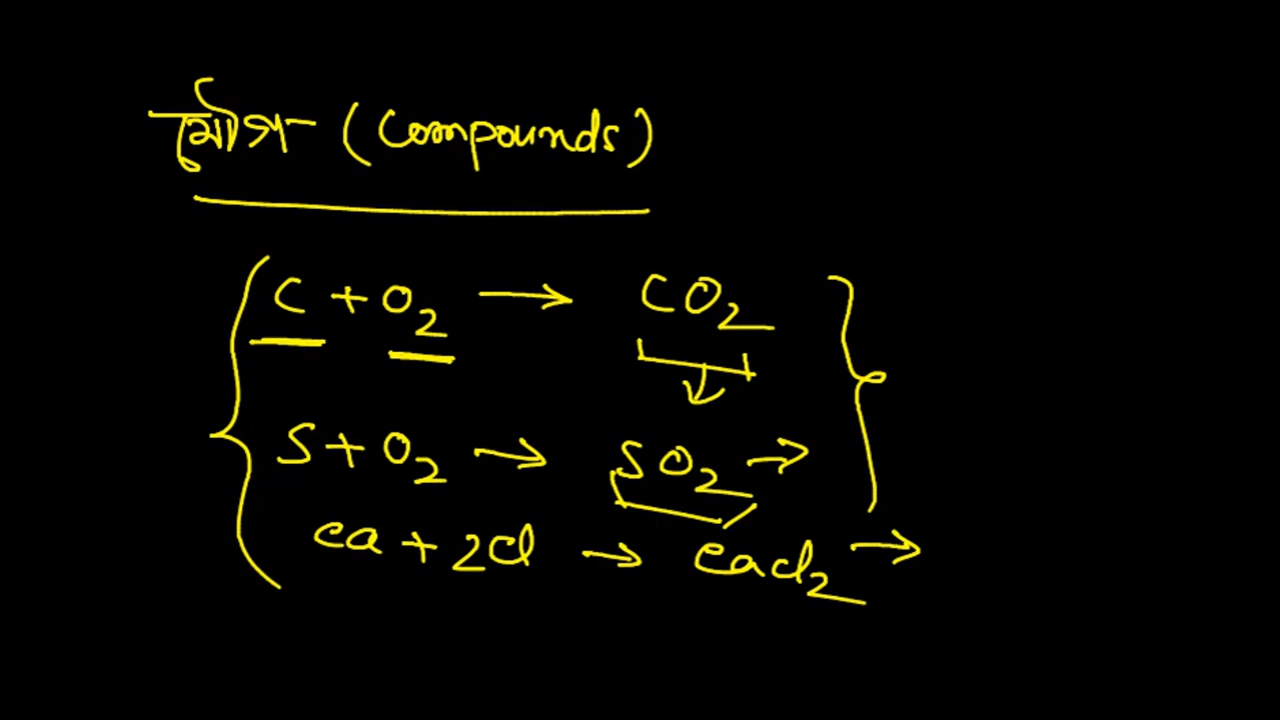 যৌগ (Compounds)
C + O₂ → CO₂
S + O₂ → SO₂ →
ca + 2cl → cacl₂ →